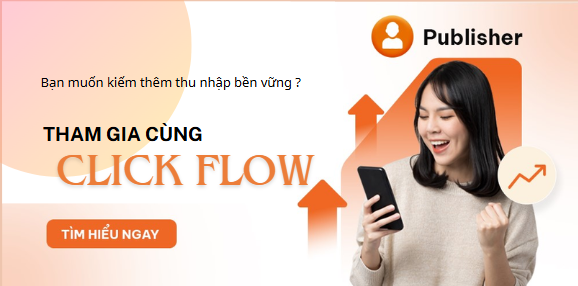 Publisher
Bạn muốn kiếm thêm thu nhập bền vững ?
THAM GIA CÙNG
CLICK FLOW
TÌM HIỂU NGAY